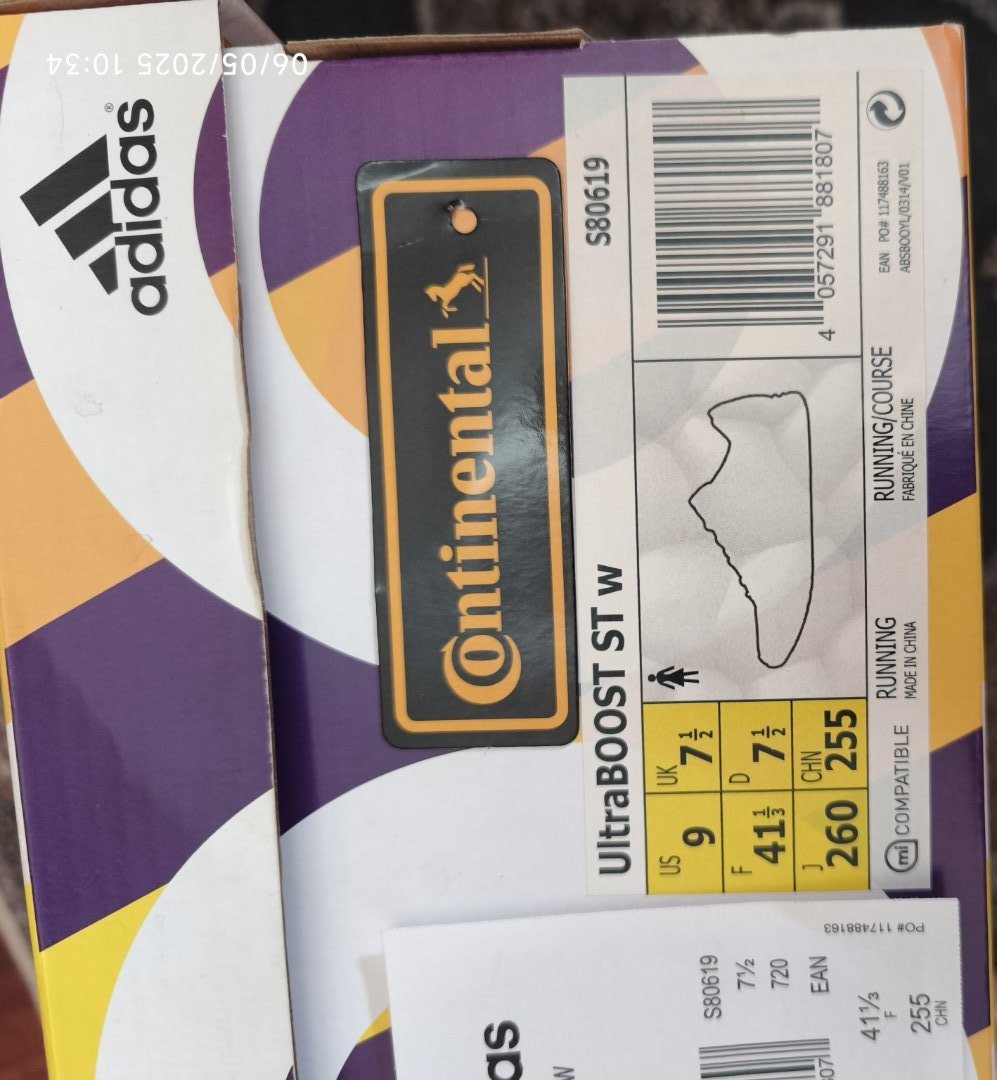 06/05/2025 10:34
adidas®
Continental
UltraBOOST ST W
S80619
US
9
UK
7½
F
41⅓
D
7½
J
260
CHN
255
4 057291 881807
mi COMPATIBLE
RUNNING
MADE IN CHINA
RUNNING/COURSE
FABRIQUÉ EN CHINE
EAN PO# 117488163
ABSBOOYL/0314/V01
S80619
7½
720
EAN
41⅓
F
255
CHN
PO# 117488163